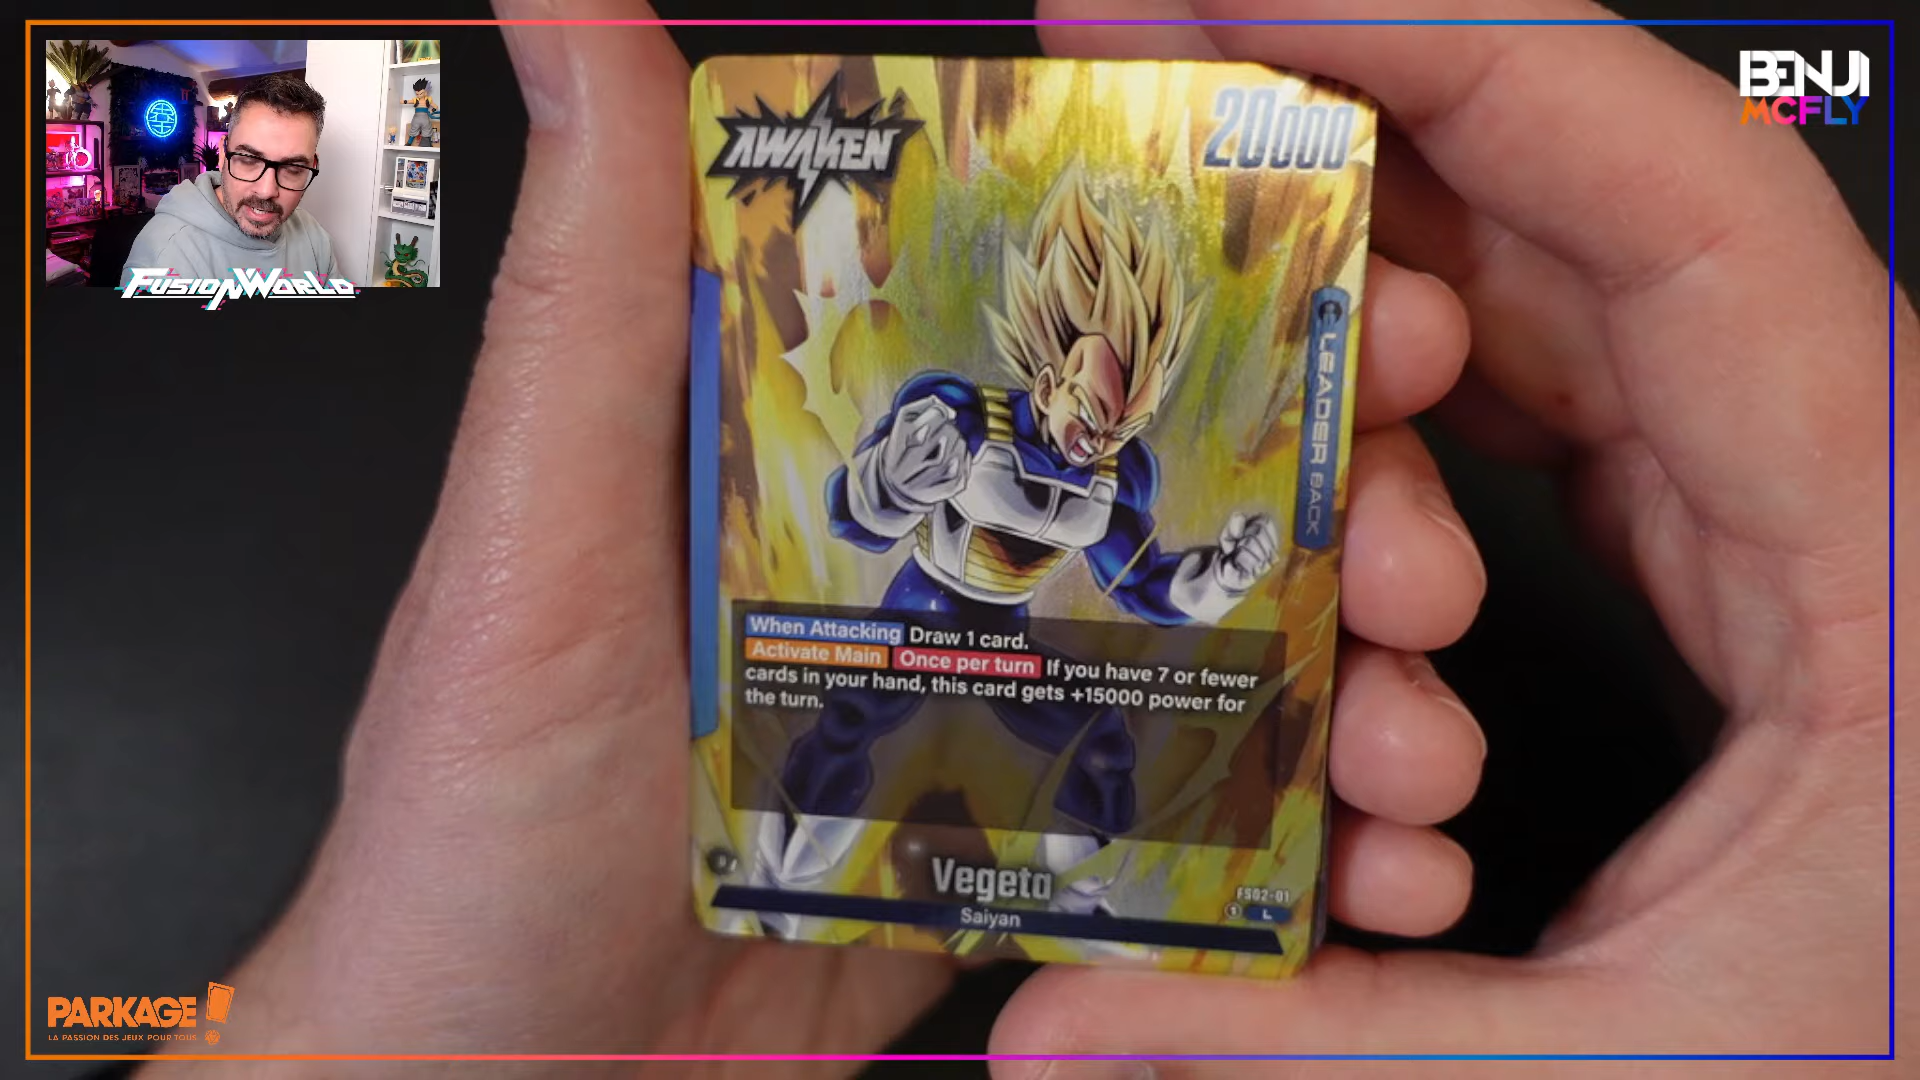 BENJI
MCFLY
FUSIONWORLD
AWAKEN
20000
LEADER BACK
When Attacking Draw 1 card.
Activate Main Once per turn If you have 7 or fewer
cards in your hand, this card gets +15000 power for
the turn.
Vegeta
Saiyan
FS02-01
1 L
PARKAGE
LA PASSION DES JEUX POUR TOUS